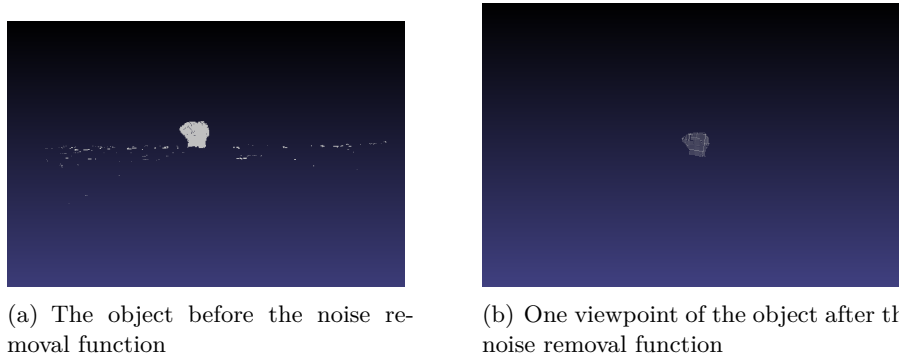 (a) The object before the noise re-
moval function
(b) One viewpoint of the object after th
noise removal function